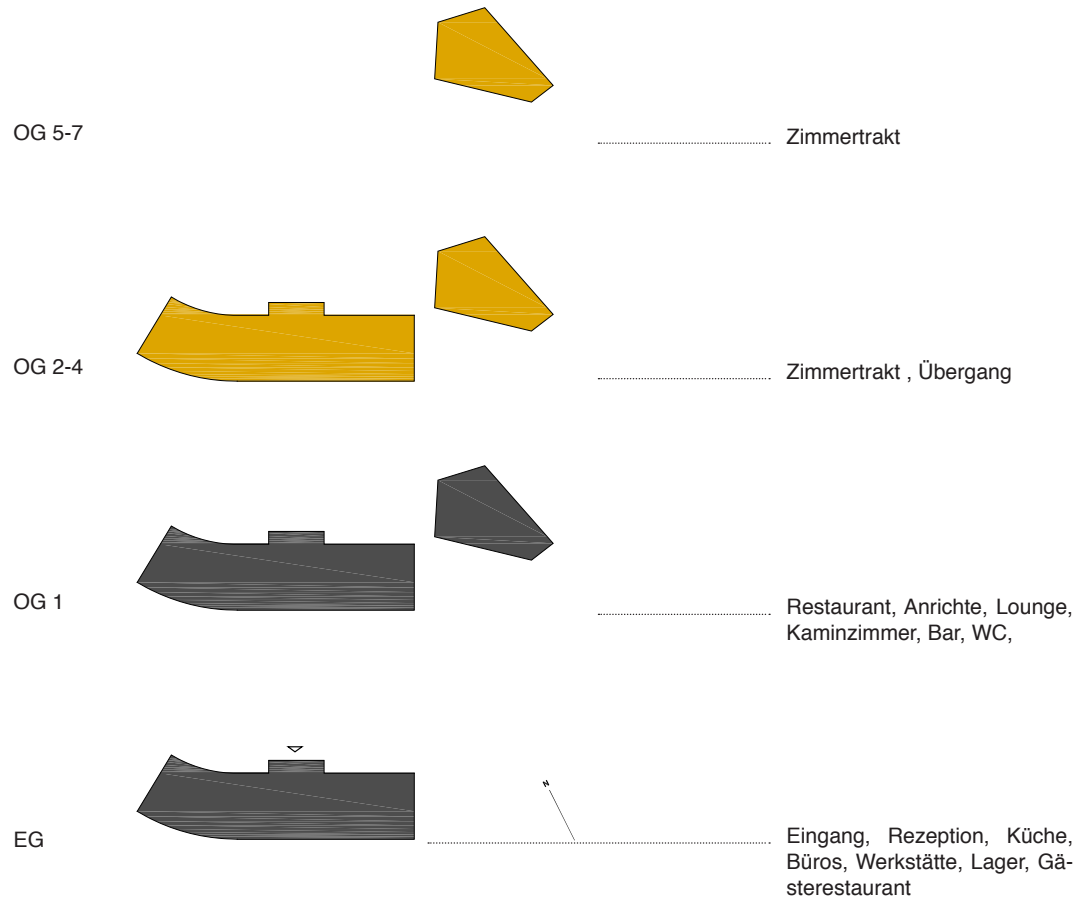 OG 5-7
Zimmertrakt
OG 2-4
Zimmertrakt , Übergang
OG 1
Restaurant, Anrichte, Lounge,
Kaminzimmer, Bar, WC,
N
EG
Eingang, Rezeption, Küche,
Büros, Werkstätte, Lager, Gä-
sterestaurant